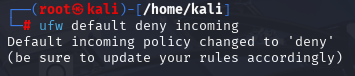 ┌──(root㉿kali)-[/home/kali]
└─# ufw default deny incoming
Default incoming policy changed to 'deny'
(be sure to update your rules accordingly)